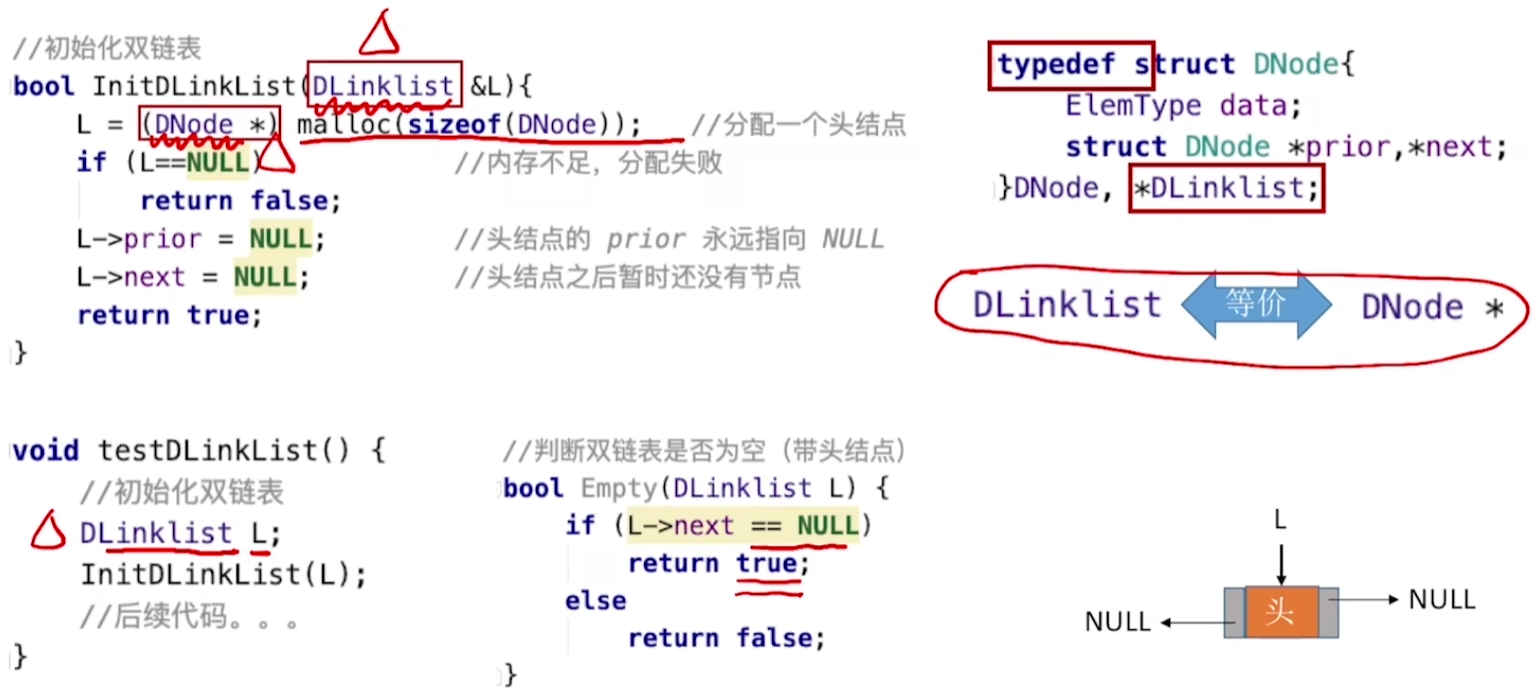 //初始化双链表
bool InitDLinkList(DLinklist &L){
L = (DNode *) malloc(sizeof(DNode)); //分配一个头结点
if (L==NULL) //内存不足，分配失败
return false;
L->prior = NULL; //头结点的 prior 永远指向 NULL
L->next = NULL; //头结点之后暂时还没有节点
return true;
}
typedef struct DNode{
ElemType data;
struct DNode *prior,*next;
}DNode, *DLinklist;
DLinklist 等价 DNode *
void testDLinkList() {
//初始化双链表
DLinklist L;
InitDLinkList(L);
//后续代码。。。
}
//判断双链表是否为空（带头结点）
bool Empty(DLinklist L) {
if (L->next == NULL)
return true;
else
return false;
}
L
头
NULL
NULL